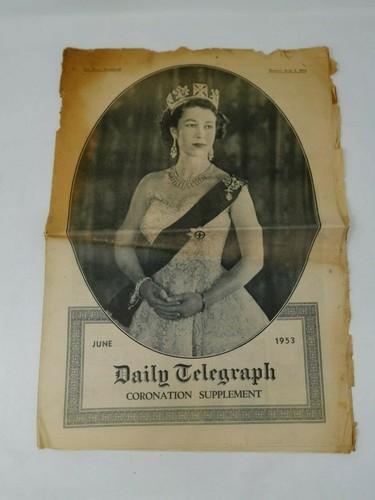 JUNE 1953
Daily Telegraph
CORONATION SUPPLEMENT